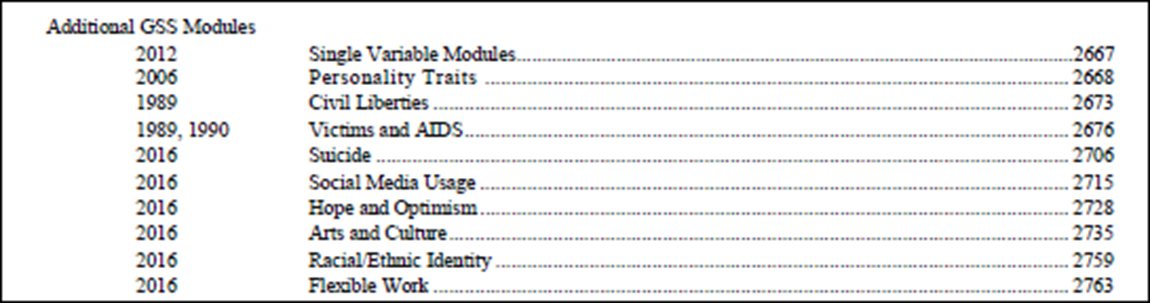 Additional GSS Modules
2012 Single Variable Modules 2667
2006 Personality Traits 2668
1989 Civil Liberties 2673
1989, 1990 Victims and AIDS 2676
2016 Suicide 2706
2016 Social Media Usage 2715
2016 Hope and Optimism 2728
2016 Arts and Culture 2735
2016 Racial/Ethnic Identity 2759
2016 Flexible Work 2763